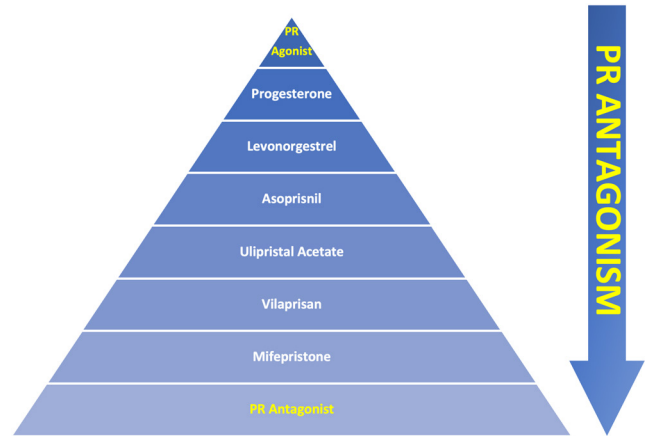 PR
Agonist
Progesterone
Levonorgestrel
Asoprisnil
Ulipristal Acetate
Vilaprisan
Mifepristone
PR Antagonist
PR ANTAGONISM